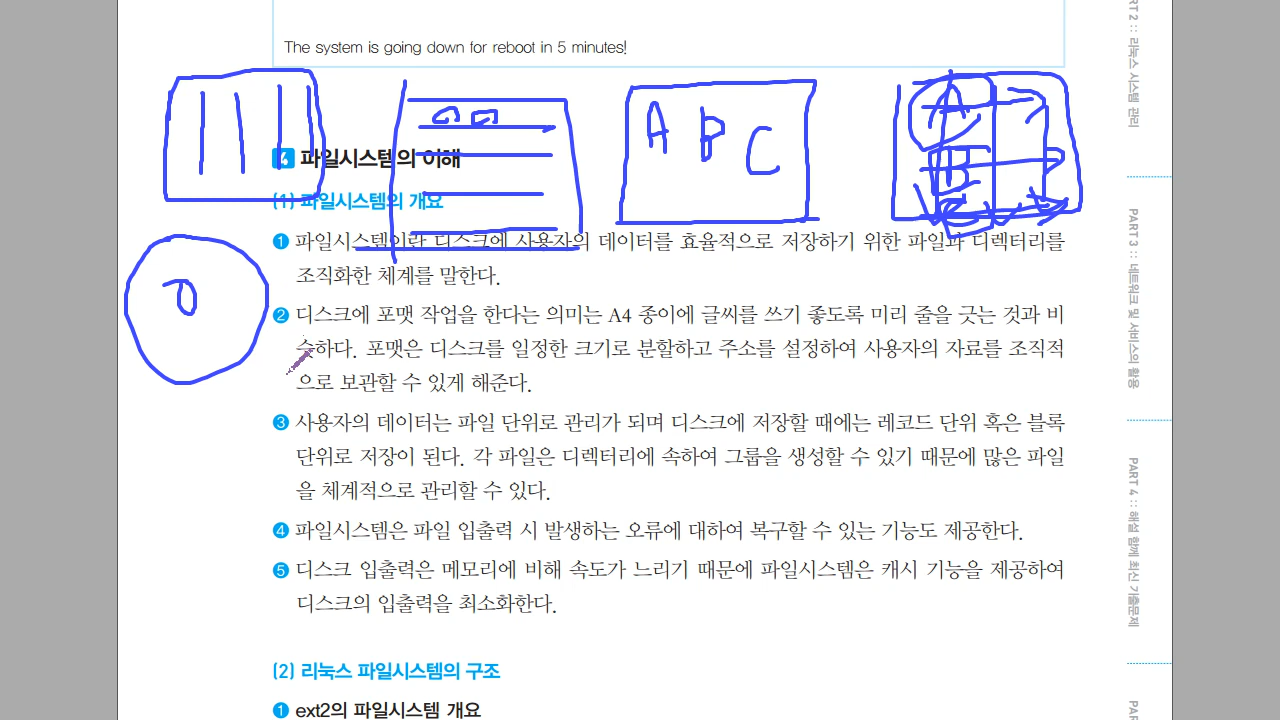 The system is going down for reboot in 5 minutes!
A B C
A
B
4 파일시스템의 이해
(1) 파일시스템의 개요
❶ 파일시스템이란 디스크에 사용자의 데이터를 효율적으로 저장하기 위한 파일과 디렉터리를
조직화한 체계를 말한다.
❷ 디스크에 포맷 작업을 한다는 의미는 A4 종이에 글씨를 쓰기 좋도록 미리 줄을 긋는 것과 비
슷하다. 포맷은 디스크를 일정한 크기로 분할하고 주소를 설정하여 사용자의 자료를 조직적
으로 보관할 수 있게 해준다.
❸ 사용자의 데이터는 파일 단위로 관리가 되며 디스크에 저장할 때에는 레코드 단위 혹은 블록
단위로 저장이 된다. 각 파일은 디렉터리에 속하여 그룹을 생성할 수 있기 때문에 많은 파일
을 체계적으로 관리할 수 있다.
❹ 파일시스템은 파일 입출력 시 발생하는 오류에 대하여 복구할 수 있는 기능도 제공한다.
❺ 디스크 입출력은 메모리에 비해 속도가 느리기 때문에 파일시스템은 캐시 기능을 제공하여
디스크의 입출력을 최소화한다.
(2) 리눅스 파일시스템의 구조
❶ ext2의 파일시스템 개요
RT 2 :: 리눅스 시스템 관리
PART 3 :: 네트워크 및 서비스의 활용
PART 4 :: 해설 함께 최신 기출문제
PAR